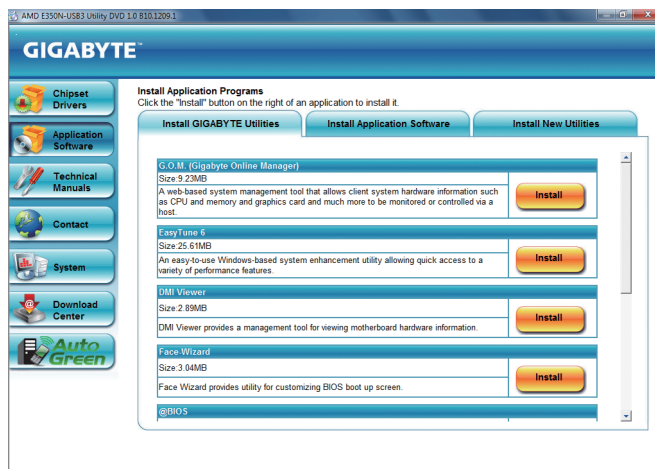 AMD E350N-USB3 Utility DVD 1.0 B10.1209.1
GIGABYTE™
Chipset
Drivers
Application
Software
Technical
Manuals
Contact
System
Download
Center
Auto
Green
Install Application Programs
Click the "Install" button on the right of an application to install it.
Install GIGABYTE Utilities
Install Application Software
Install New Utilities
G.O.M. (Gigabyte Online Manager)
Size:9.23MB
A web-based system management tool that allows client system hardware information such
as CPU and memory and graphics card and much more to be monitored or controlled via a
host.
Install
EasyTune 6
Size:25.61MB
An easy-to-use Windows-based system enhancement utility allowing quick access to a
variety of performance features.
Install
DMI Viewer
Size:2.89MB
DMI Viewer provides a management tool for viewing motherboard hardware information.
Install
Face-Wizard
Size:3.04MB
Face Wizard provides utility for customizing BIOS boot up screen.
Install
@BIOS